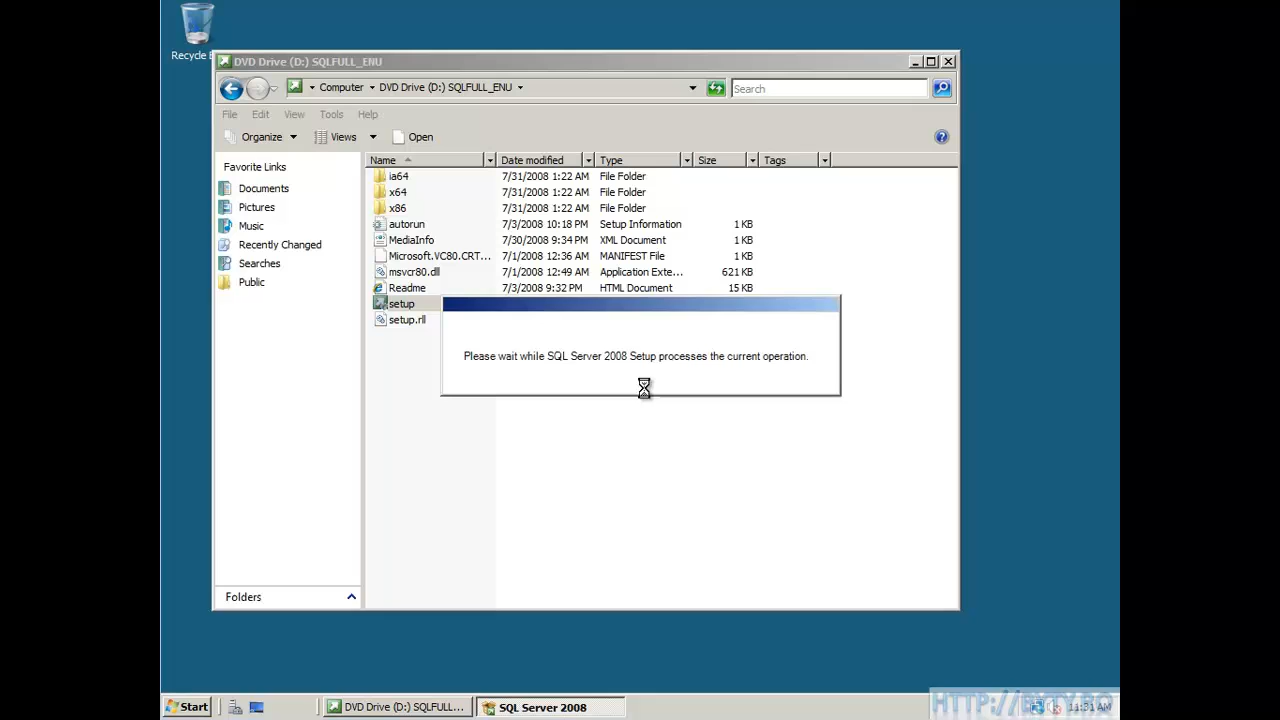 Recycle
DVD Drive (D:) SQLFULL_ENU
Computer DVD Drive (D:) SQLFULL_ENU
Search
File Edit View Tools Help
Organize Views Open
Favorite Links
Documents
Pictures
Music
Recently Changed
Searches
Public
Folders
Name Date modified Type Size Tags
ia64 7/31/2008 1:22 AM File Folder
x64 7/31/2008 1:22 AM File Folder
x86 7/31/2008 1:22 AM File Folder
autorun 7/3/2008 10:18 PM Setup Information 1 KB
MediaInfo 7/30/2008 9:34 PM XML Document 1 KB
Microsoft.VC80.CRT... 7/1/2008 12:36 AM MANIFEST File 1 KB
msvcr80.dll 7/1/2008 12:49 AM Application Exte... 621 KB
Readme 7/3/2008 9:32 PM HTML Document 15 KB
setup
setup.rll
Please wait while SQL Server 2008 Setup processes the current operation.
Start DVD Drive (D:) SQLFULL... SQL Server 2008 11:31 AM